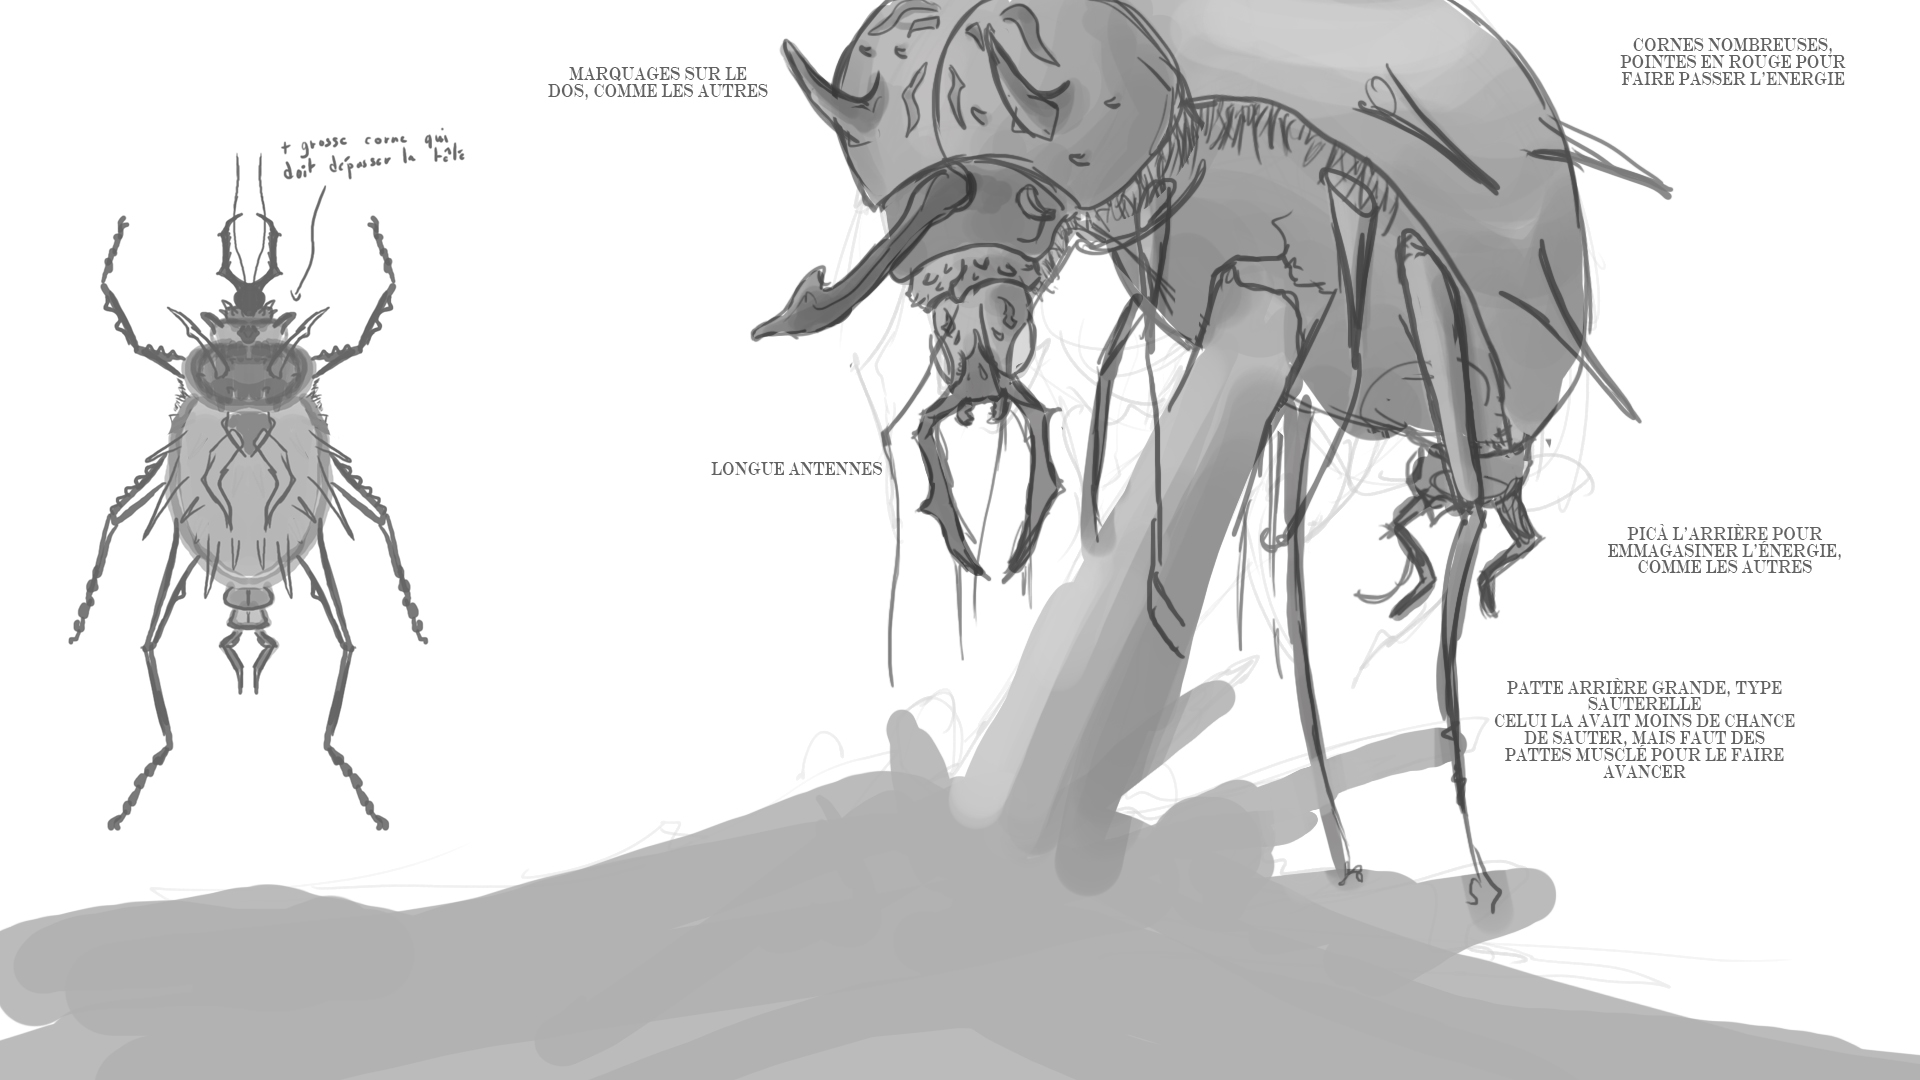 MARQUAGES SUR LE
DOS, COMME LES AUTRES
CORNES NOMBREUSES,
POINTES EN ROUGE POUR
FAIRE PASSER L'ENERGIE
+ grosse corne qui
doit dépasser la tête
LONGUE ANTENNES
PICÀ L'ARRIÈRE POUR
EMMAGASINER L'ÉNERGIE,
COMME LES AUTRES
PATTE ARRIÈRE GRANDE, TYPE
SAUTERELLE
CELUI LA AVAIT MOINS DE CHANCE
DE SAUTER, MAIS FAUT DES
PATTES MUSCLÉ POUR LE FAIRE
AVANCER